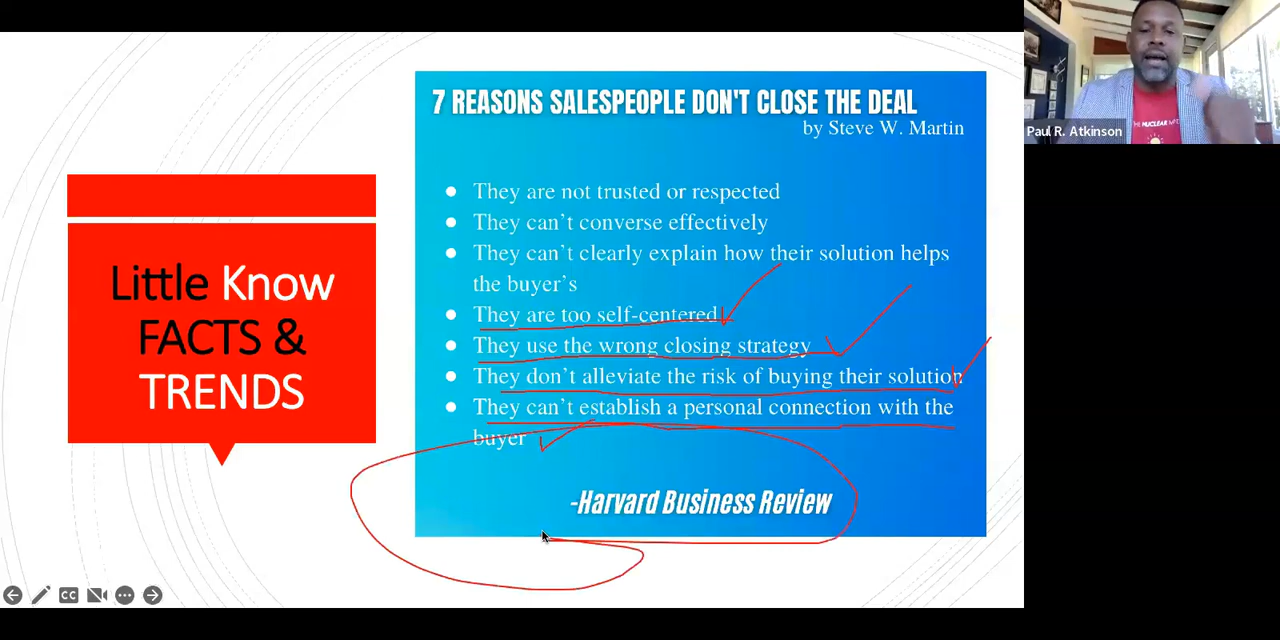 7 REASONS SALESPEOPLE DON'T CLOSE THE DEAL
by Steve W. Martin
Paul R. Atkinson
They are not trusted or respected
They can't converse effectively
They can't clearly explain how their solution helps
the buyer's
They are too self-centered
They use the wrong closing strategy
They don't alleviate the risk of buying their solution
They can't establish a personal connection with the
buyer
-Harvard Business Review
Little Know
FACTS &
TRENDS
NUCLEAR
CC